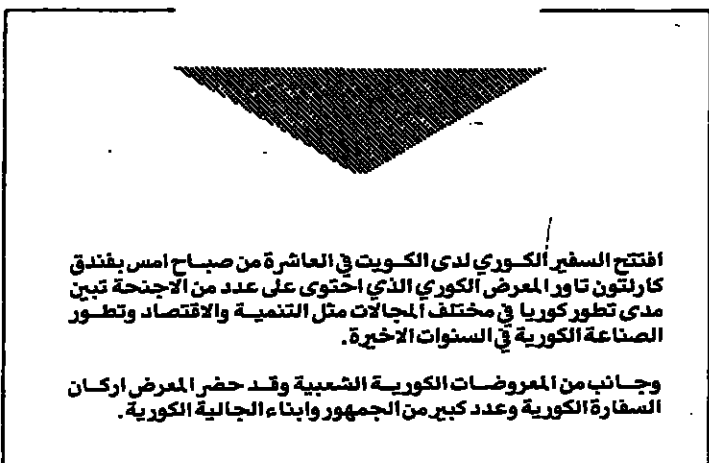 افتتح السفير الكوري لدى الكويت في العاشرة من صباح امس بفندق
كارلتون تاور المعرض الكوري الذي احتوى على عدد من الاجنحة تبين
مدى تطور كوريا في مختلف المجالات مثل التنمية والاقتصاد وتطور
الصناعة الكورية في السنوات الاخيرة .
وجانب من المعروضات الكورية الشعبية وقد حضر المعرض اركان
السفارة الكورية وعدد كبير من الجمهور وابناء الجالية الكورية .